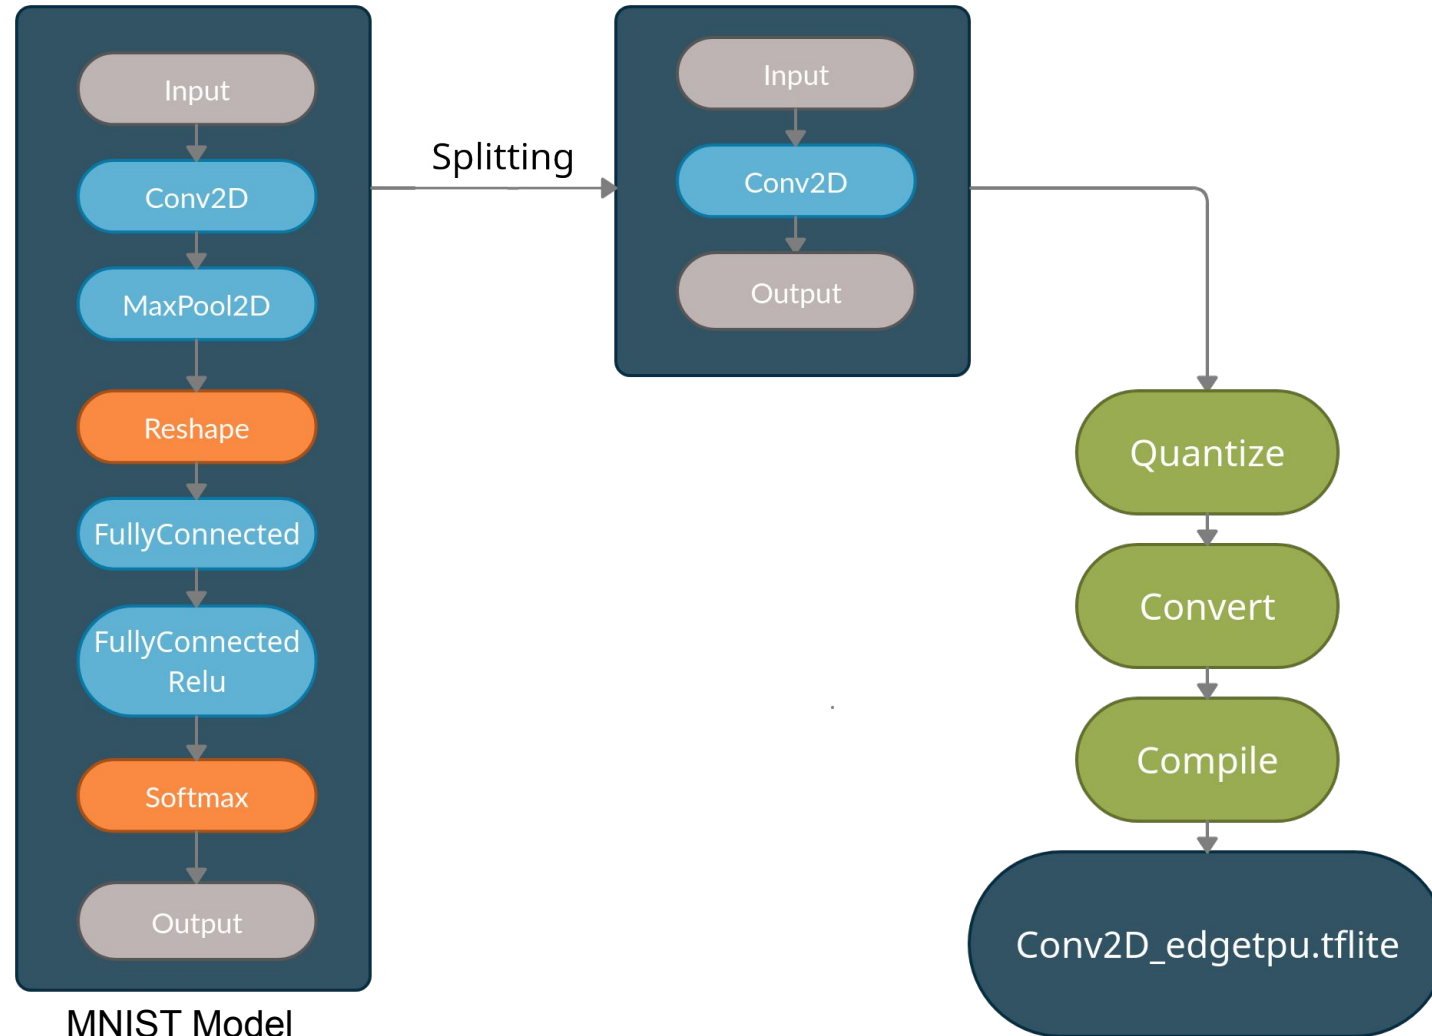 Input
Conv2D
MaxPool2D
Reshape
FullyConnected
FullyConnected
Relu
Softmax
Output
MNIST Model
Splitting
Input
Conv2D
Output
Quantize
Convert
Compile
Conv2D_edgetpu.tflite